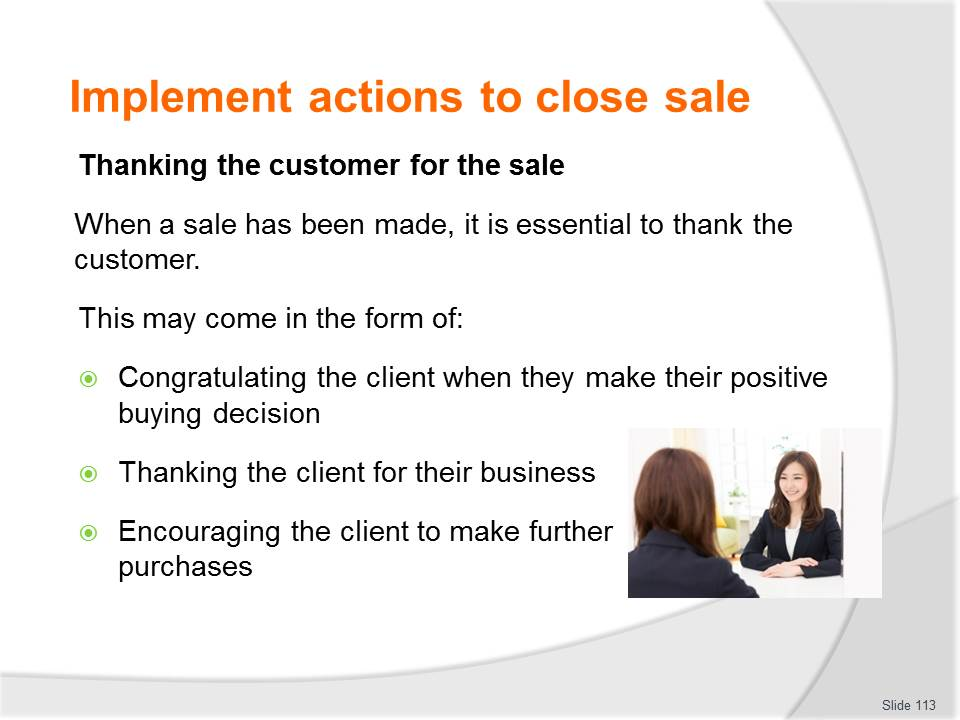 Implement actions to close sale
Thanking the customer for the sale
When a sale has been made, it is essential to thank the
customer.
This may come in the form of:
Congratulating the client when they make their positive
buying decision
Thanking the client for their business
Encouraging the client to make further
purchases
Slide 113